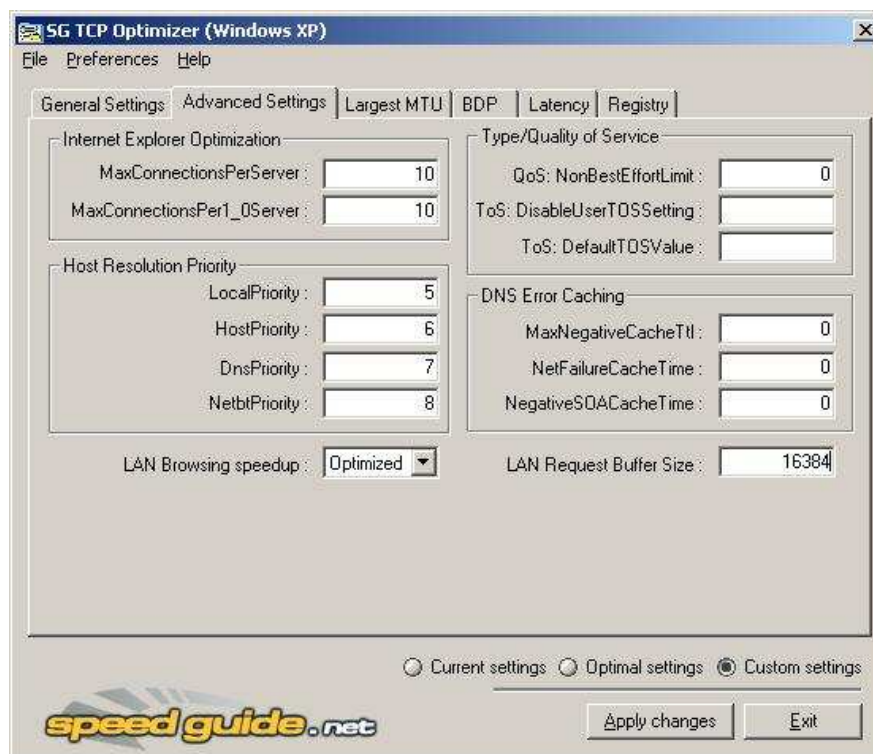 SG TCP Optimizer (Windows XP)
File Preferences Help
General Settings Advanced Settings Largest MTU BDP Latency Registry
Internet Explorer Optimization
MaxConnectionsPerServer : 10
MaxConnectionsPer1_0Server : 10
Host Resolution Priority
LocalPriority : 5
HostPriority : 6
DnsPriority : 7
NetbtPriority : 8
LAN Browsing speedup : Optimized
Type/Quality of Service
QoS: NonBestEffortLimit : 0
ToS: DisableUserTOSSetting :
ToS: DefaultTOSValue :
DNS Error Caching
MaxNegativeCacheTtl : 0
NetFailureCacheTime : 0
NegativeSOACacheTime : 0
LAN Request Buffer Size : 16384
Current settings Optimal settings Custom settings
speed guide.net
Apply changes Exit